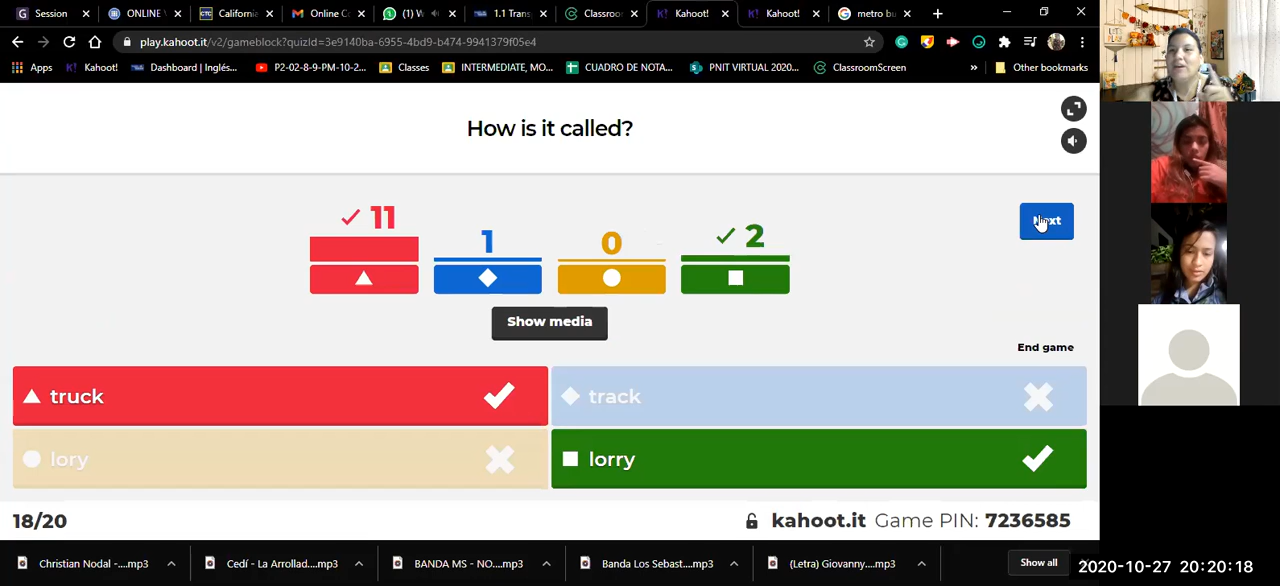 Session
ONLINE V
California
Online C
(1) W
1.1 Trans
Classroo
Kahoot!
Kahoot!
metro bu
play.kahoot.it/v2/gameblock?quizId=3e9140ba-6955-4bd9-b474-9941379f05e4
Apps
Kahoot!
Dashboard | Inglés...
P2-02-8-9-PM-10-2...
Classes
INTERMEDIATE, MO...
CUADRO DE NOTA...
PNIT VIRTUAL 2020...
ClassroomScreen
»
Other bookmarks
How is it called?
11
1
0
2
Next
Show media
End game
truck
track
lory
lorry
18/20
kahoot.it Game PIN: 7236585
Christian Nodal -....mp3
Cedí - La Arrollad....mp3
BANDA MS - NO....mp3
Banda Los Sebast....mp3
(Letra) Giovanny....mp3
Show all
2020-10-27 20:20:18